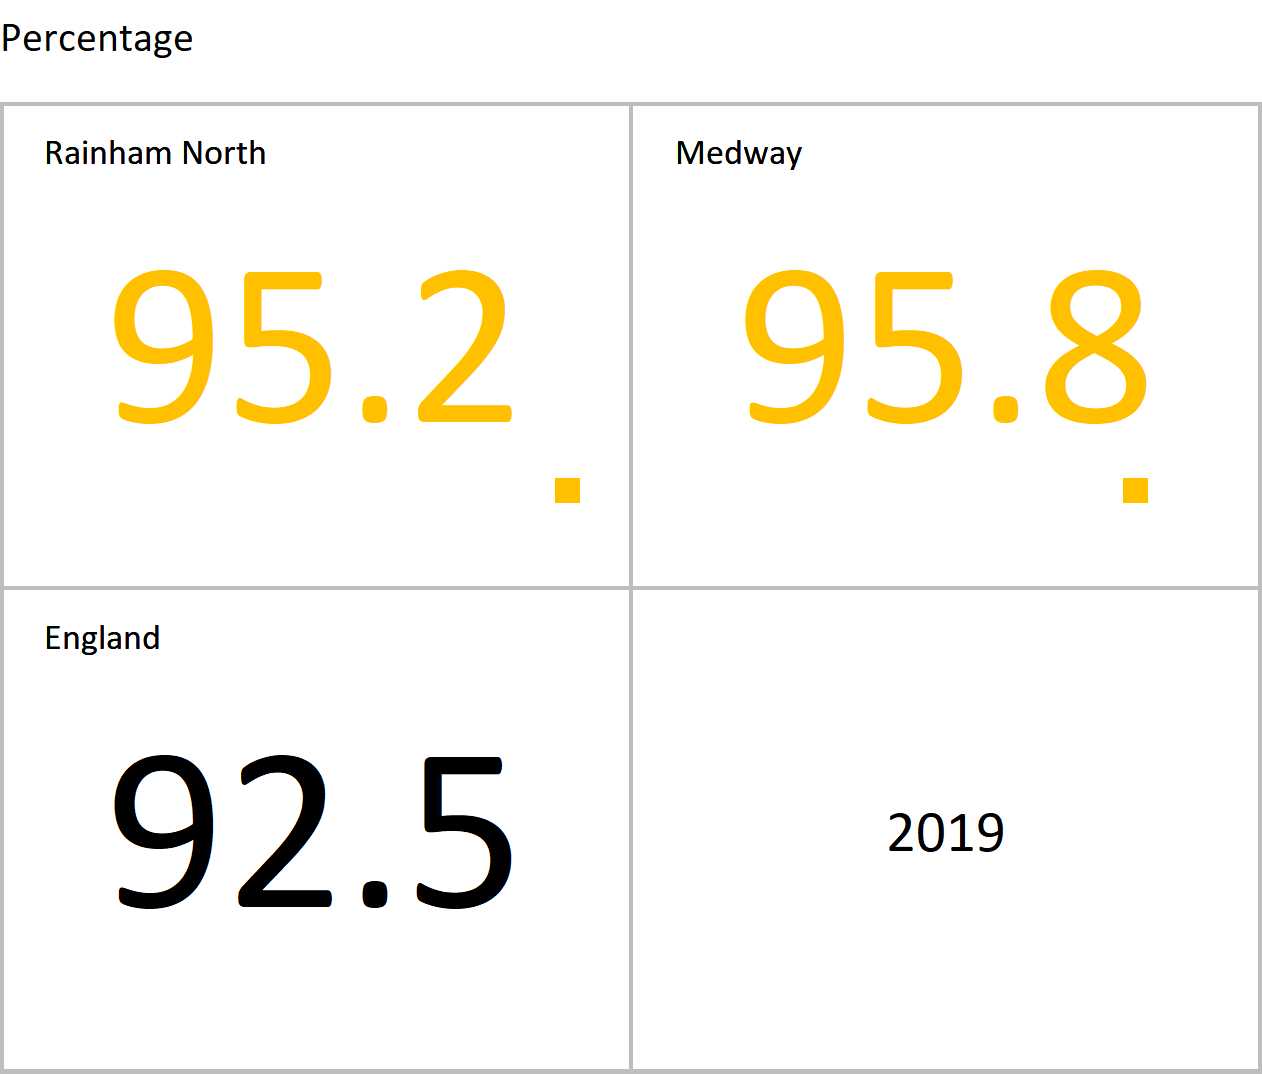 Percentage
Rainham North
Medway
95.2
95.8
England
92.5
2019